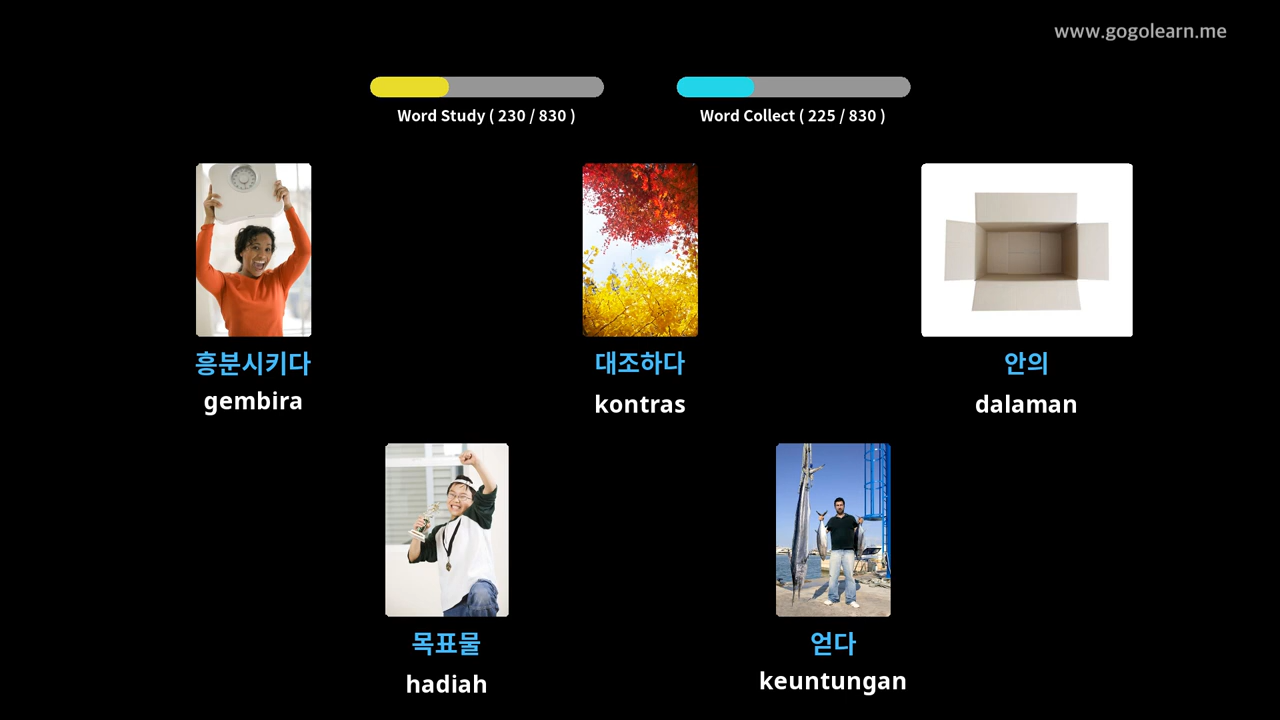 www.gogolearn.me
Word Study ( 230 / 830 )
Word Collect ( 225 / 830 )
흥분시키다
대조하다
안의
gembira
kontras
dalaman
목표물
얻다
hadiah
keuntungan